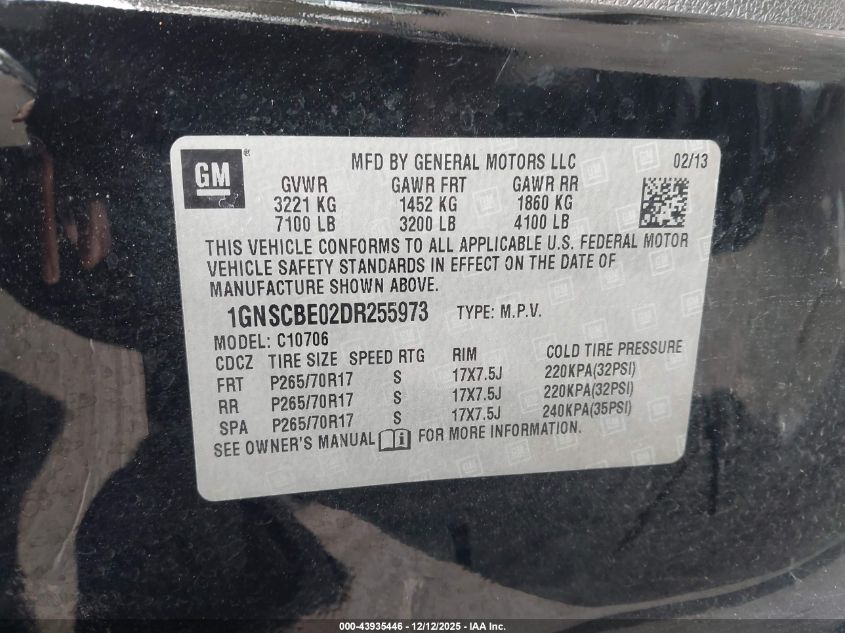 GM ® MFD BY GENERAL MOTORS LLC 02/13
GVWR GAWR FRT GAWR RR
3221 KG 1452 KG 1860 KG
7100 LB 3200 LB 4100 LB
THIS VEHICLE CONFORMS TO ALL APPLICABLE U.S. FEDERAL MOTOR
VEHICLE SAFETY STANDARDS IN EFFECT ON THE DATE OF
MANUFACTURE SHOWN ABOVE.
1GNSCBE02DR255973 TYPE: M.P.V.
MODEL: C10706
CDCZ TIRE SIZE SPEED RTG RIM COLD TIRE PRESSURE
FRT P265/70R17 S 17X7.5J 220KPA(32PSI)
RR P265/70R17 S 17X7.5J 220KPA(32PSI)
SPA P265/70R17 S 17X7.5J 240KPA(35PSI)
SEE OWNER'S MANUAL i FOR MORE INFORMATION.
000-43935446 - 12/12/2025 - IAA Inc.